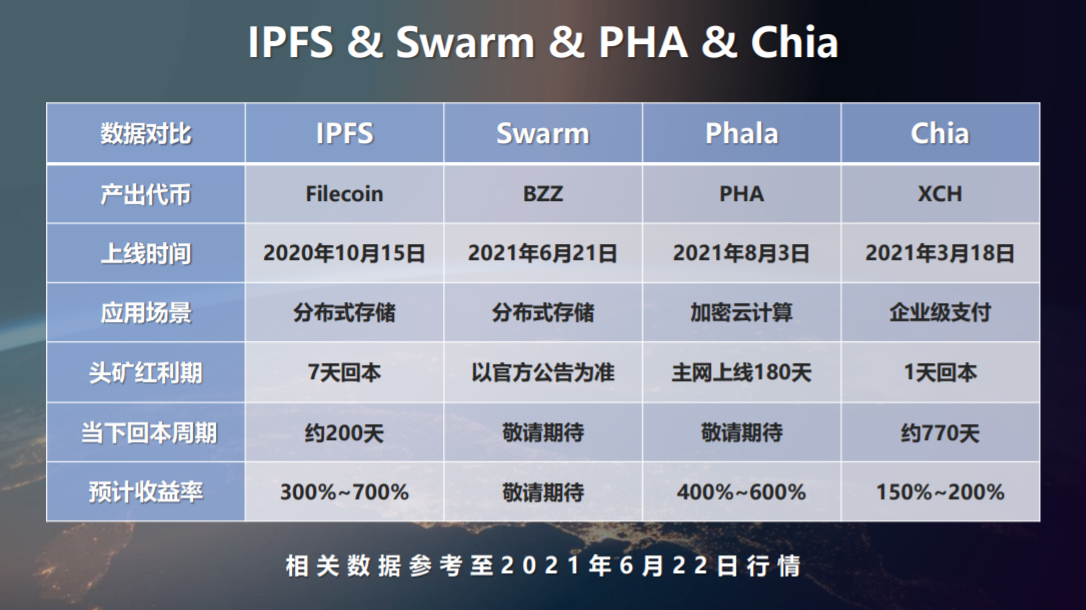 IPFS & Swarm & PHA & Chia
数据对比 IPFS Swarm Phala Chia
产出代币 Filecoin BZZ PHA XCH
上线时间 2020年10月15日 2021年6月21日 2021年8月3日 2021年3月18日
应用场景 分布式存储 分布式存储 加密云计算 企业级支付
头矿红利期 7天回本 以官方公告为准 主网上线180天 1天回本
当下回本周期 约200天 敬请期待 敬请期待 约770天
预计收益率 300%~700% 敬请期待 400%~600% 150%~200%
相关数据参考至2021年6月22日行情